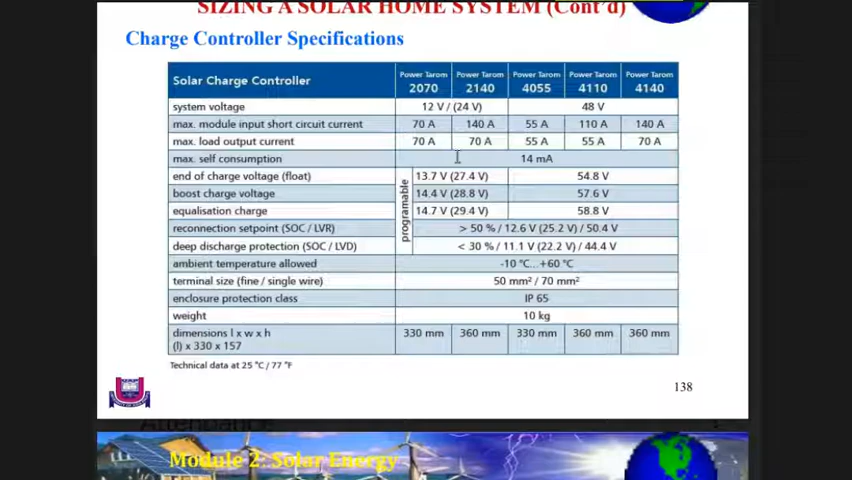 SIZING A SOLAR HOME SYSTEM (Cont'd)
Charge Controller Specifications
Solar Charge Controller Power Tarom 2070 Power Tarom 2140 Power Tarom 4055 Power Tarom 4110 Power Tarom 4140
system voltage 12 V / (24 V) 48 V
max. module input short circuit current 70 A 140 A 55 A 110 A 140 A
max. load output current 70 A 70 A 55 A 55 A 70 A
max. self consumption 14 mA
programable
end of charge voltage (float) 13.7 V (27.4 V) 54.8 V
boost charge voltage 14.4 V (28.8 V) 57.6 V
equalisation charge 14.7 V (29.4 V) 58.8 V
reconnection setpoint (SOC / LVR) > 50 % / 12.6 V (25.2 V) / 50.4 V
deep discharge protection (SOC / LVD) < 30 % / 11.1 V (22.2 V) / 44.4 V
ambient temperature allowed -10 °C...+60 °C
terminal size (fine / single wire) 50 mm² / 70 mm²
enclosure protection class IP 65
weight 10 kg
dimensions l x w x h 330 mm 360 mm 330 mm 360 mm 360 mm
(l) x 330 x 157
Technical data at 25 °C / 77 °F
138
Attendance
Module 2: Solar Energy